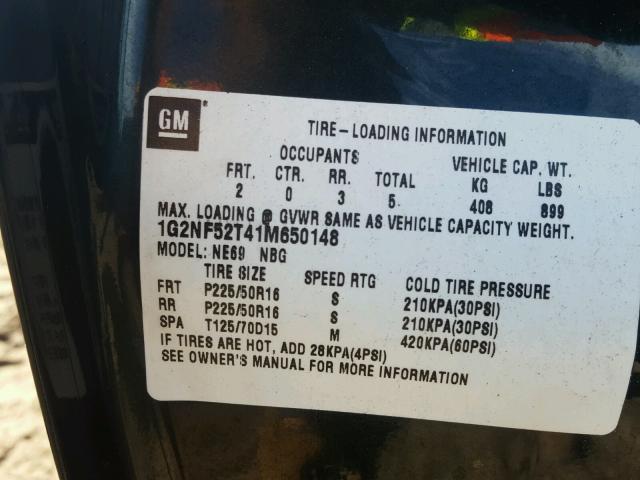 GM
TIRE-LOADING INFORMATION
OCCUPANTS VEHICLE CAP. WT.
FRT. CTR. RR. TOTAL KG LBS
2 0 3 5 408 899
MAX. LOADING @ GVWR SAME AS VEHICLE CAPACITY WEIGHT.
1G2NF52T41M650148
MODEL: NE69 NBG
TIRE SIZE SPEED RTG COLD TIRE PRESSURE
FRT P225/50R16 S 210KPA(30PSI)
RR P225/50R16 S 210KPA(30PSI)
SPA T125/70D15 M 420KPA(60PSI)
IF TIRES ARE HOT, ADD 28KPA(4PSI)
SEE OWNER'S MANUAL FOR MORE INFORMATION